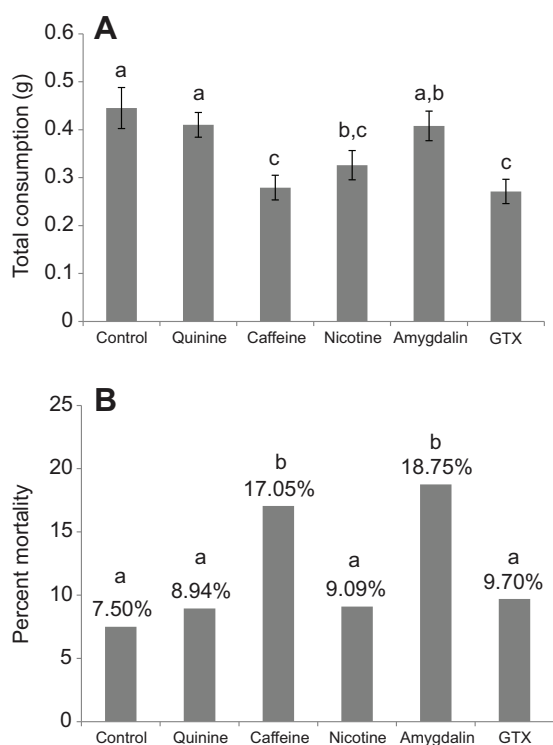 A
Total consumption (g)
0.6
0.5
0.4
0.3
0.2
0.1
0
a
a
c
b,c
a,b
c
Control Quinine Caffeine Nicotine Amygdalin GTX
B
Percent mortality
25
20
15
10
5
0
a
7.50%
a
8.94%
b
17.05%
a
9.09%
b
18.75%
a
9.70%
Control Quinine Caffeine Nicotine Amygdalin GTX